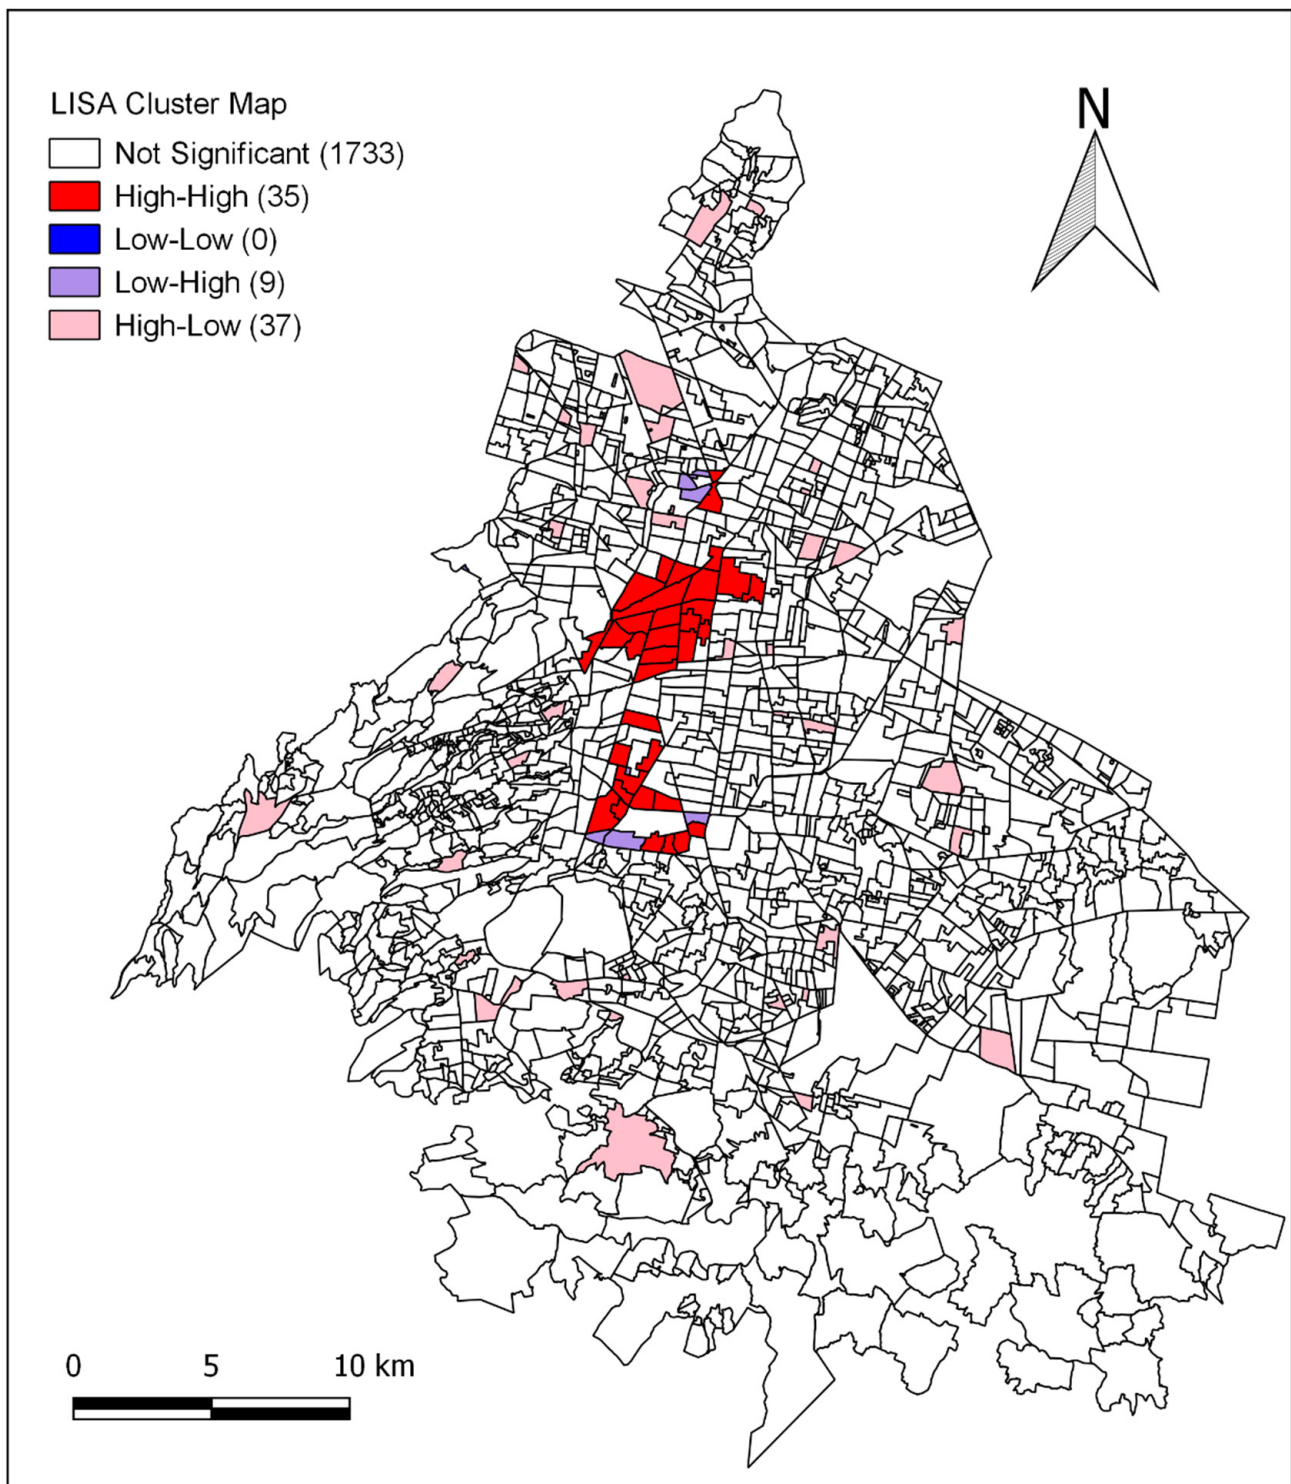 LISA Cluster Map
Not Significant (1733)
High-High (35)
Low-Low (0)
Low-High (9)
High-Low (37)
N
0 5 10 km